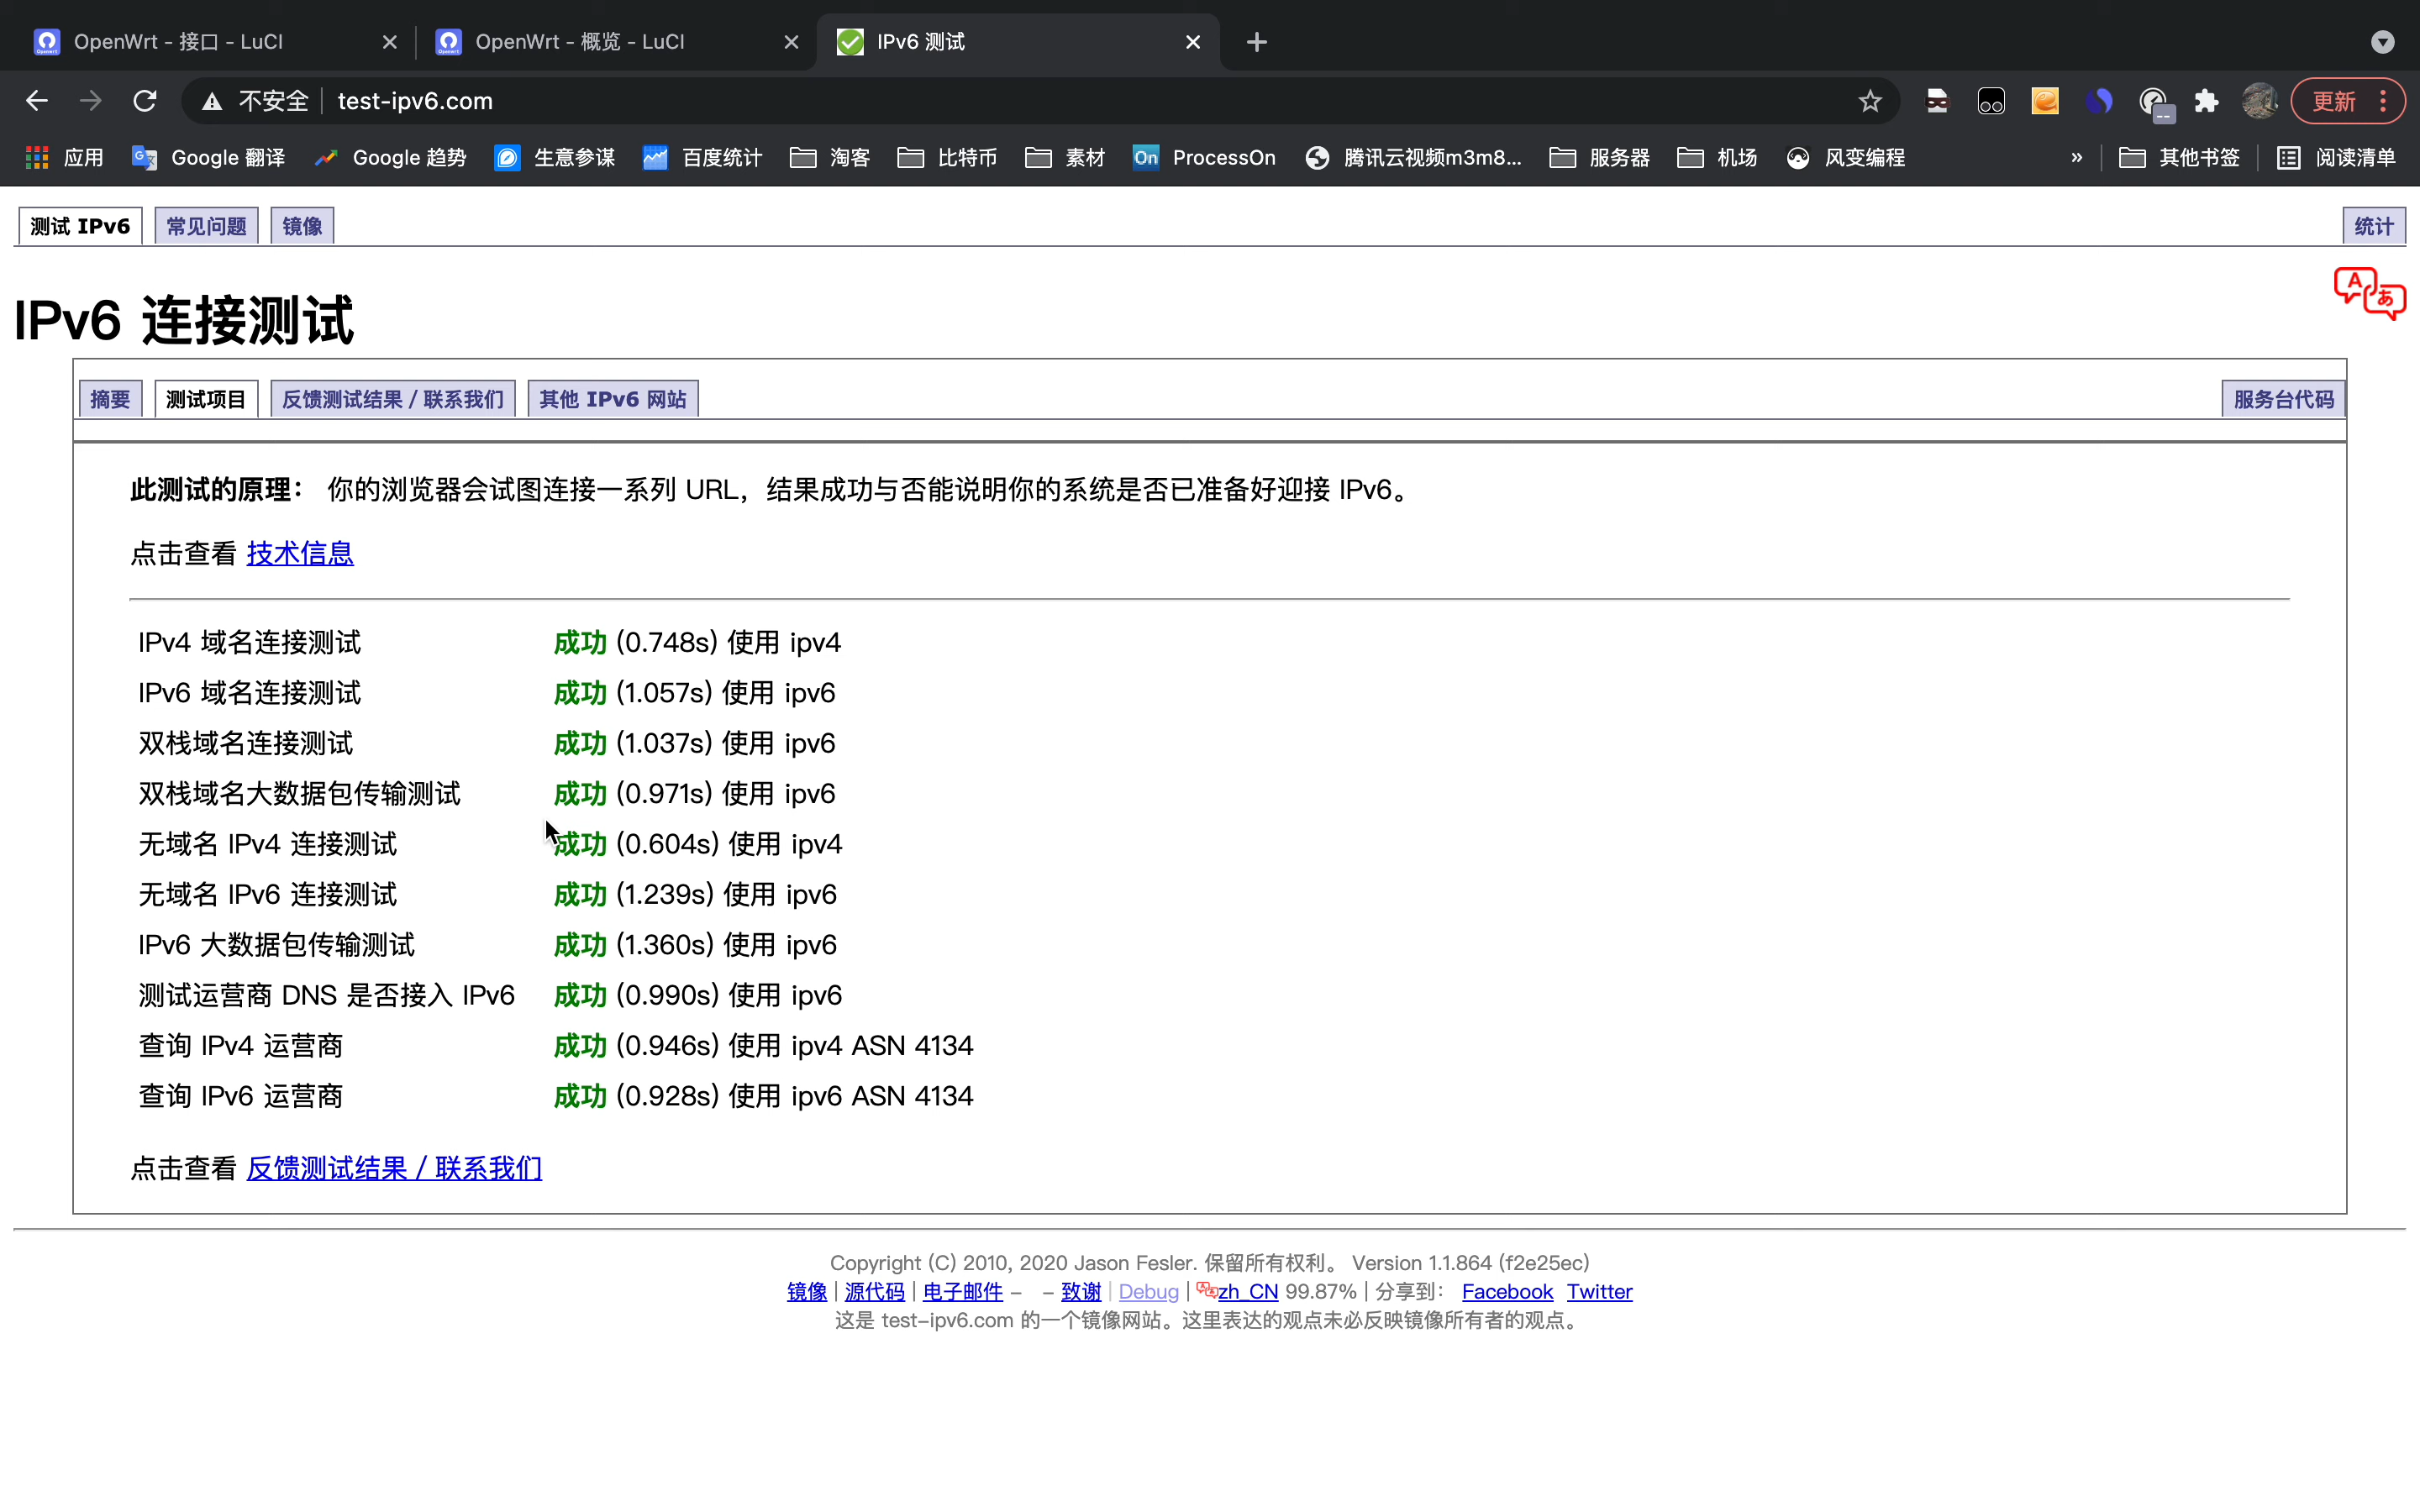 OpenWrt - 接口 - LuCI
OpenWrt - 概览 - LuCI
IPv6 测试
不安全 test-ipv6.com
更新
应用 Google 翻译 Google 趋势 生意参谋 百度统计 淘客 比特币 素材 On ProcessOn 腾讯云视频m3m8... 服务器 机场 风变编程 » 其他书签 阅读清单
测试 IPv6 常见问题 镜像 统计
IPv6 连接测试
摘要 测试项目 反馈测试结果 / 联系我们 其他 IPv6 网站 服务台代码
此测试的原理： 你的浏览器会试图连接一系列 URL，结果成功与否能说明你的系统是否已准备好迎接 IPv6。
点击查看 技术信息
IPv4 域名连接测试 成功 (0.748s) 使用 ipv4
IPv6 域名连接测试 成功 (1.057s) 使用 ipv6
双栈域名连接测试 成功 (1.037s) 使用 ipv6
双栈域名大数据包传输测试 成功 (0.971s) 使用 ipv6
无域名 IPv4 连接测试 成功 (0.604s) 使用 ipv4
无域名 IPv6 连接测试 成功 (1.239s) 使用 ipv6
IPv6 大数据包传输测试 成功 (1.360s) 使用 ipv6
测试运营商 DNS 是否接入 IPv6 成功 (0.990s) 使用 ipv6
查询 IPv4 运营商 成功 (0.946s) 使用 ipv4 ASN 4134
查询 IPv6 运营商 成功 (0.928s) 使用 ipv6 ASN 4134
点击查看 反馈测试结果 / 联系我们
Copyright (C) 2010, 2020 Jason Fesler. 保留所有权利。 Version 1.1.864 (f2e25ec)
镜像 | 源代码 | 电子邮件 – – 致谢 | Debug | zh_CN 99.87% | 分享到： Facebook Twitter
这是 test-ipv6.com 的一个镜像网站。这里表达的观点未必反映镜像所有者的观点。